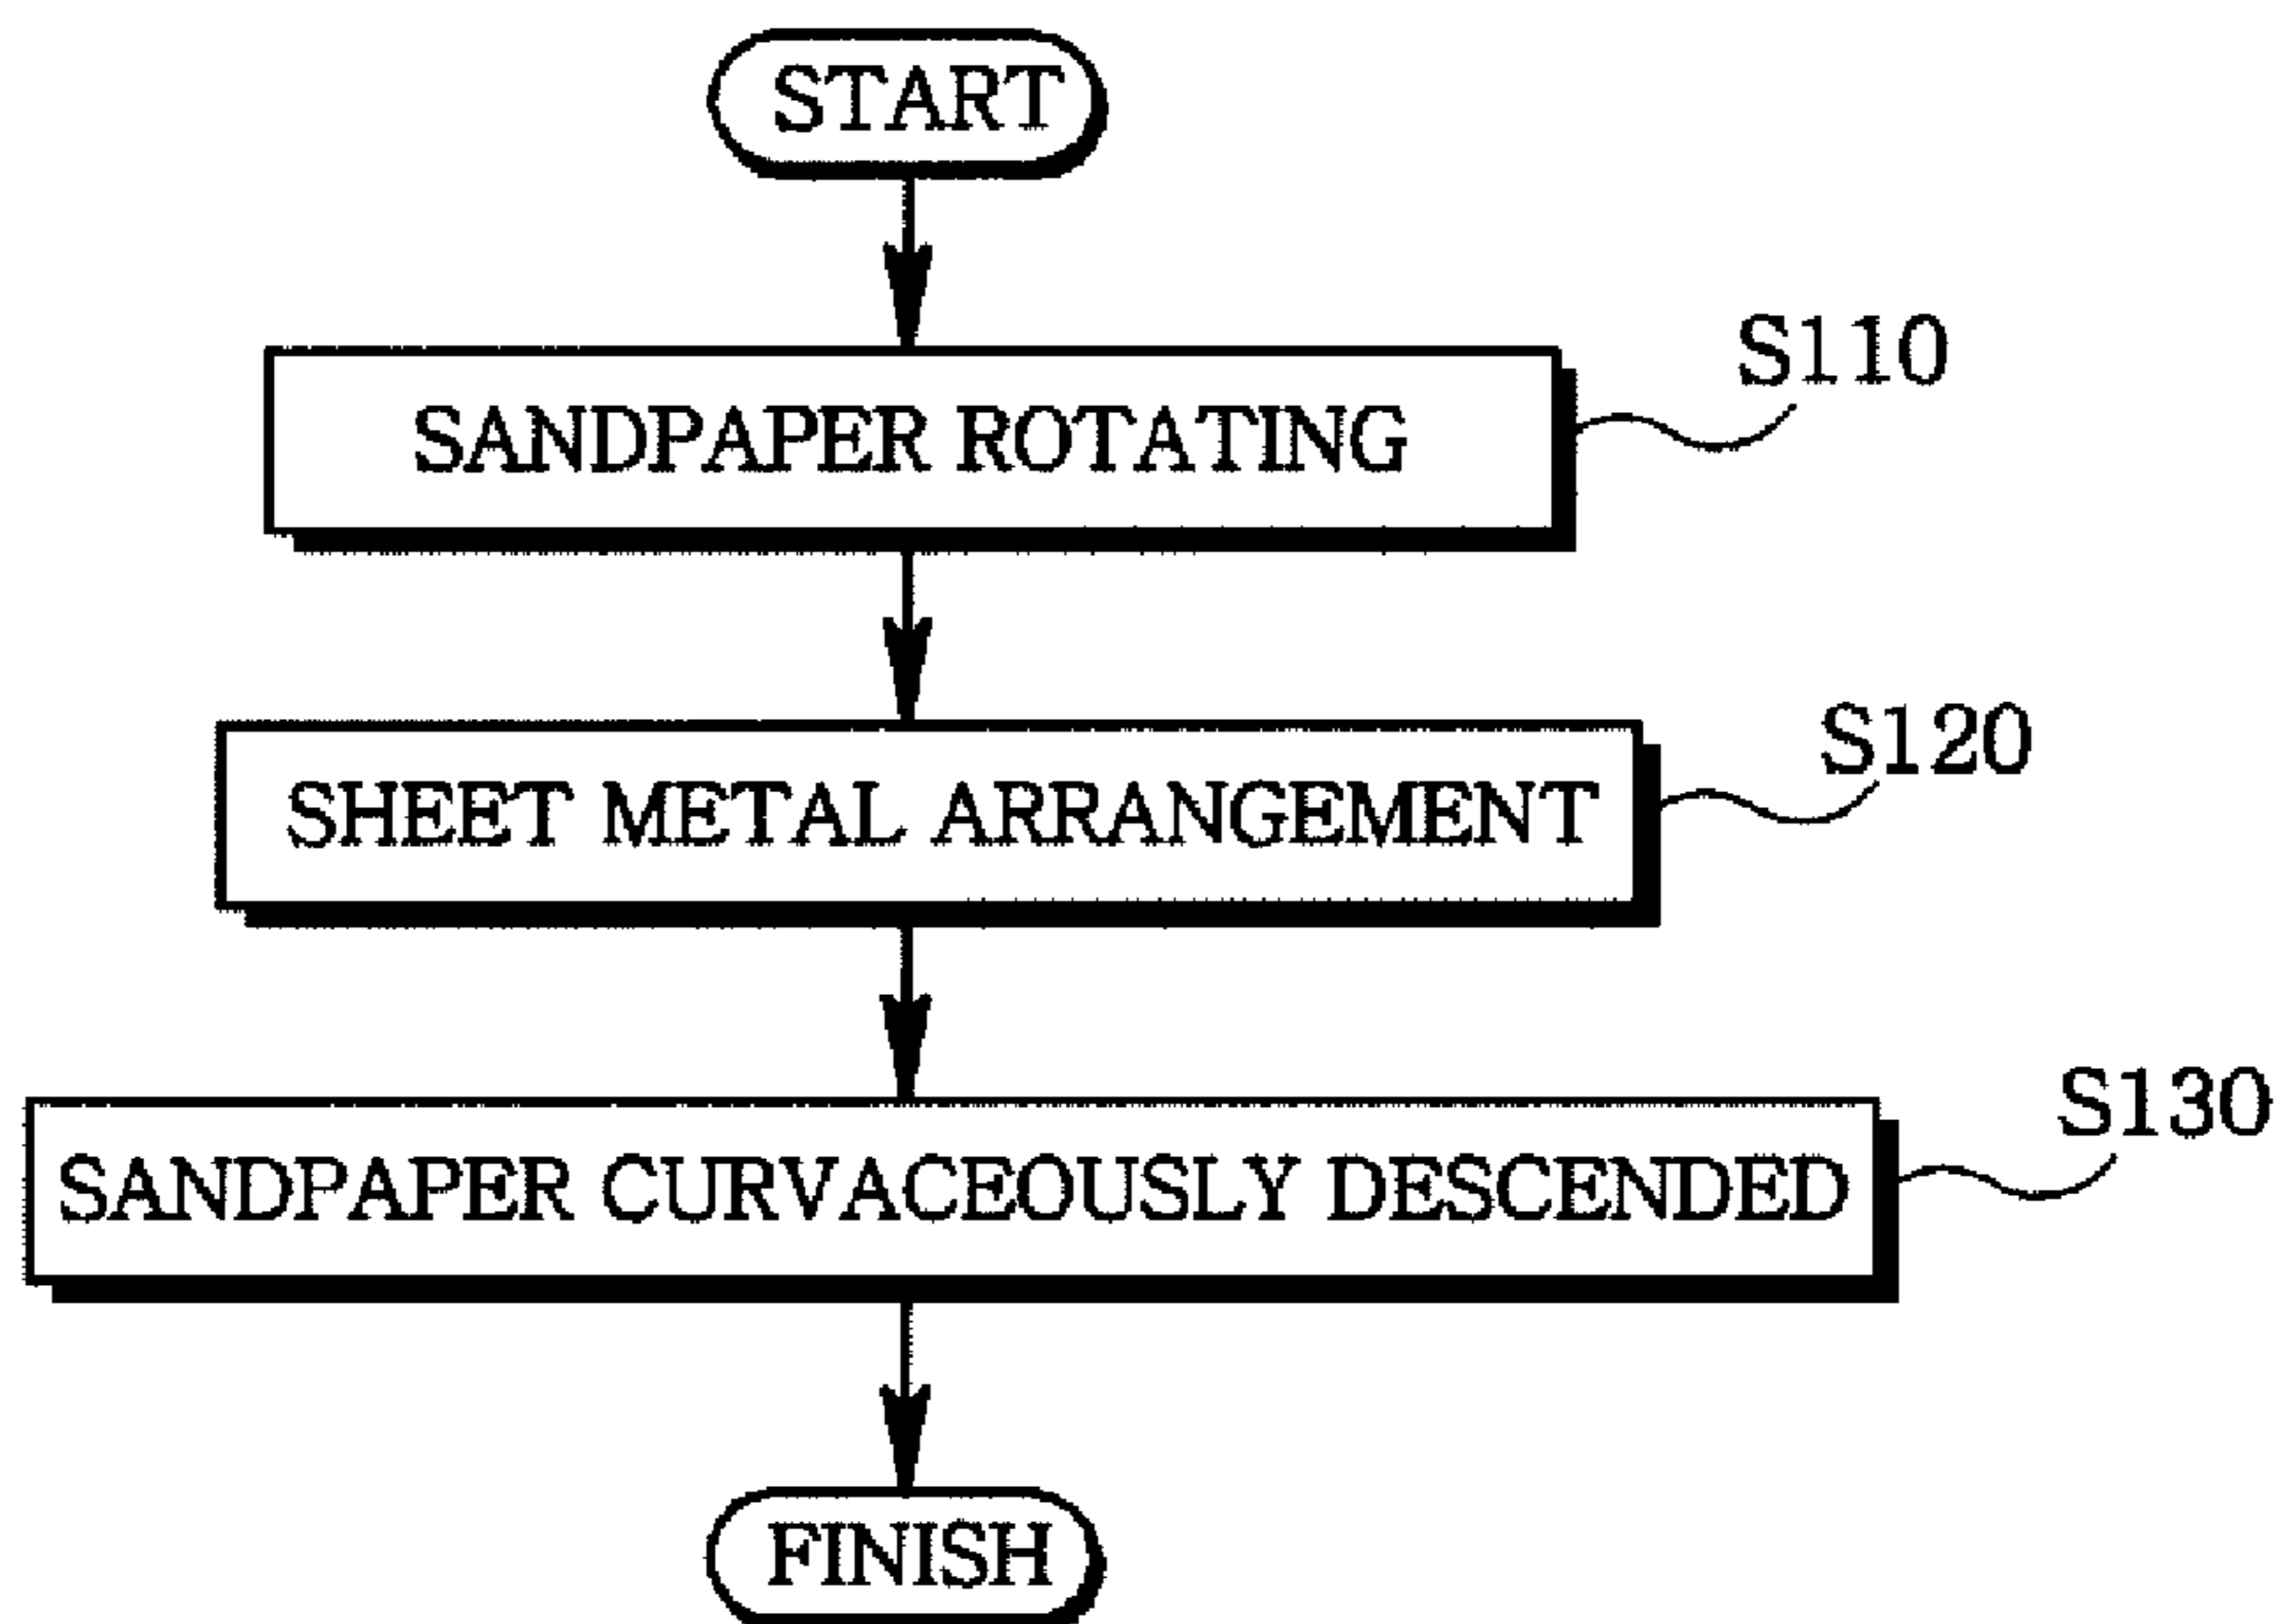 START
S110
SANDPAPER ROTATING
S120
SHEET METAL ARRANGEMENT
S130
SANDPAPER CURVACEOUSLY DESCENDED
FINISH